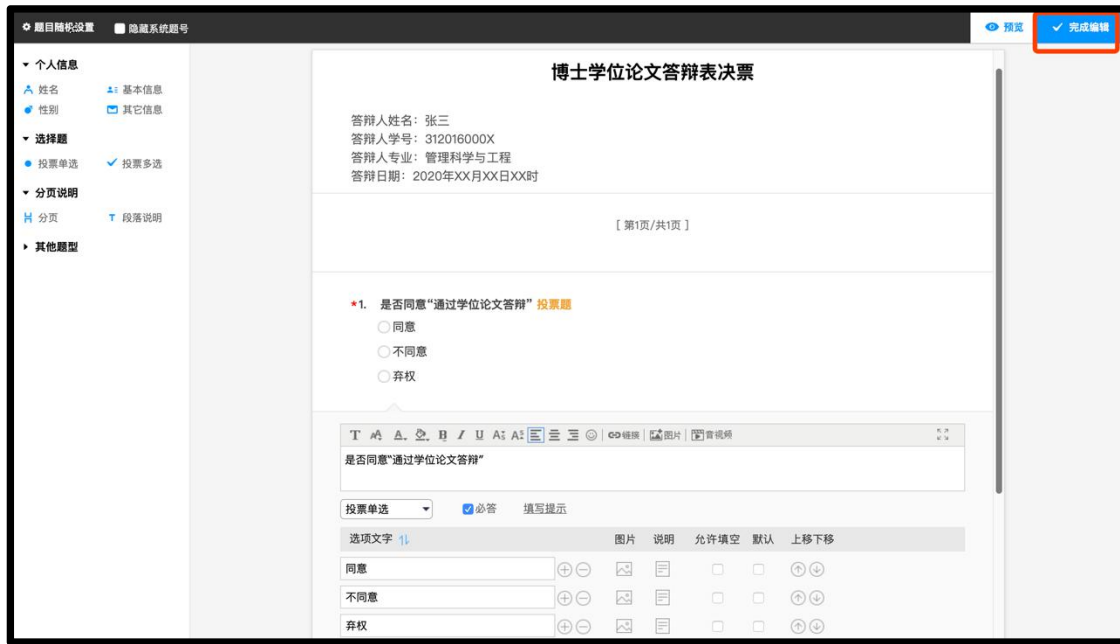 题目随机设置 隐藏系统题号 预览 完成编辑
个人信息
姓名 基本信息
性别 其它信息
选择题
投票单选 投票多选
分页说明
分页 段落说明
其他题型
博士学位论文答辩表决票
答辩人姓名：张三
答辩人学号：312016000X
答辩人专业：管理科学与工程
答辩日期：2020年XX月XX日XX时
[ 第1页/共1页 ]
*1. 是否同意“通过学位论文答辩” 投票题
同意
不同意
弃权
链接 图片 音视频
是否同意“通过学位论文答辩”
投票单选 必答 填写提示
选项文字 图片 说明 允许填空 默认 上移下移
同意
不同意
弃权